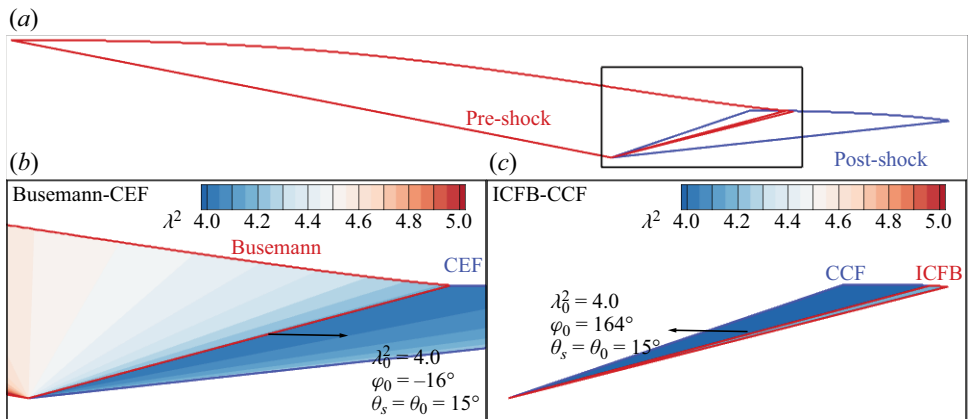 (a)
Pre-shock
Post-shock
(b)
Busemann-CEF
λ² 4.0 4.2 4.4 4.6 4.8 5.0
Busemann
CEF
λ₀² = 4.0
φ₀ = –16°
θₛ = θ₀ = 15°
(c)
ICFB-CCF
λ² 4.0 4.2 4.4 4.6 4.8 5.0
CCF ICFB
λ₀² = 4.0
φ₀ = 164°
θₛ = θ₀ = 15°